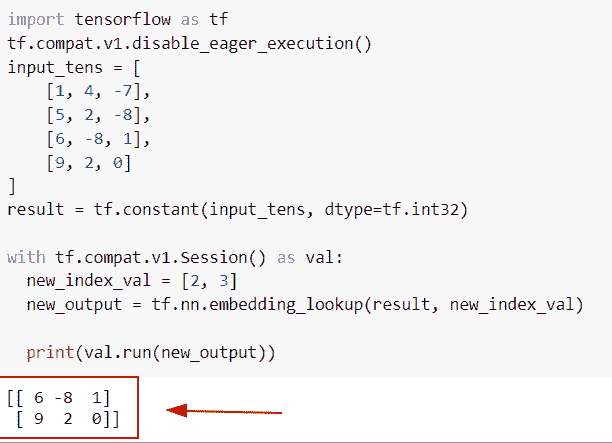 import tensorflow as tf
tf.compat.v1.disable_eager_execution()
input_tens = [
    [1, 4, -7],
    [5, 2, -8],
    [6, -8, 1],
    [9, 2, 0]
]
result = tf.constant(input_tens, dtype=tf.int32)

with tf.compat.v1.Session() as val:
  new_index_val = [2, 3]
  new_output = tf.nn.embedding_lookup(result, new_index_val)

  print(val.run(new_output))
[[ 6 -8  1]
 [ 9  2  0]]